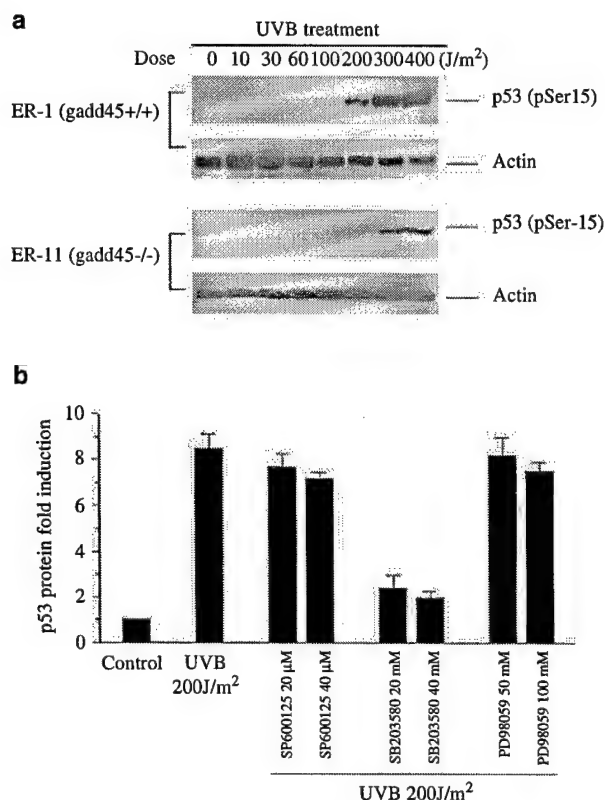 a
UVB treatment
Dose 0 10 30 60 100 200 300 400 (J/m²)
ER-1 (gadd45+/+)
p53 (pSer15)
Actin
ER-11 (gadd45-/-)
p53 (pSer-15)
Actin
b
p53 protein fold induction
10
8
6
4
2
0
Control
UVB
200J/m²
SP600125 20 µM
SP600125 40 µM
SB203580 20 mM
SB203580 40 mM
PD98059 50 mM
PD98059 100 mM
UVB 200J/m²